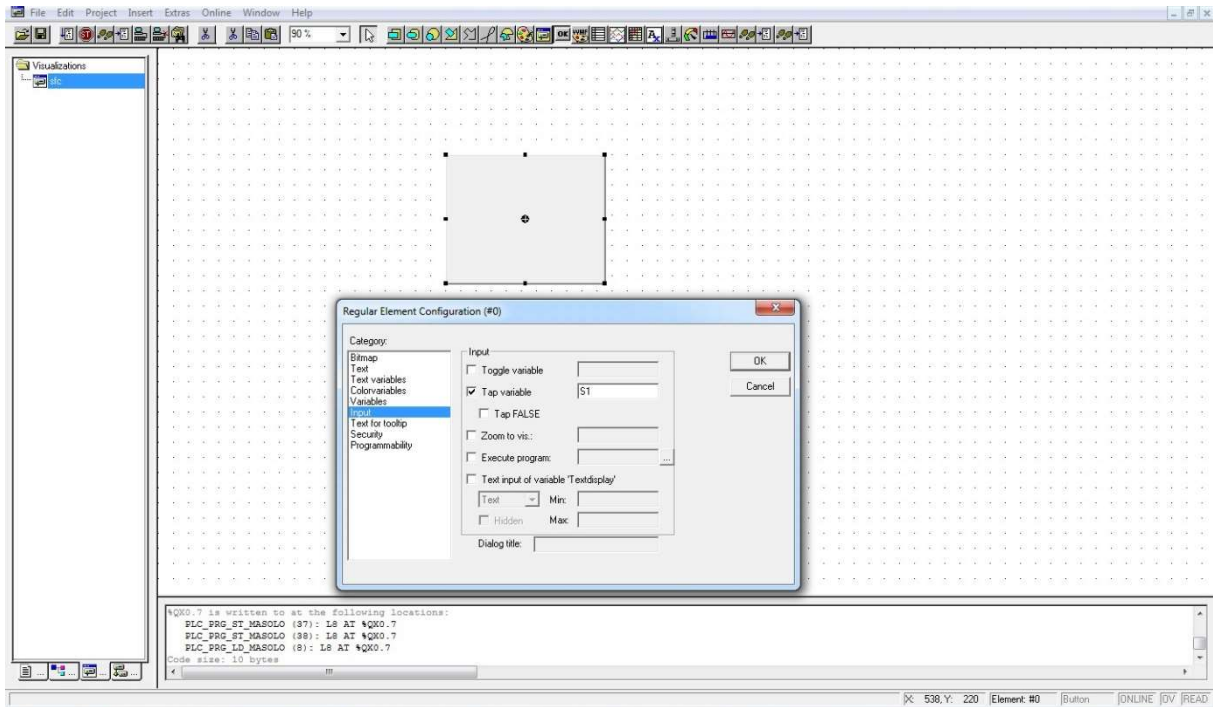 File Edit Project Insert Extras Online Window Help
90 %
Visualizations
sfc
Regular Element Configuration (#0)
Category:
Bitmap
Text
Text variables
Colorvariables
Variables
Input
Text for tooltip
Security
Programmability
Input
Toggle variable
Tap variable S1
Tap FALSE
Zoom to vis.:
Execute program: ...
Text input of variable 'Textdisplay'
Text Min:
Hidden Max:
Dialog title:
OK
Cancel
%QX0.7 is written to at the following locations:
PLC_PRG_ST_MASOLO (37): L8 AT %QX0.7
PLC_PRG_ST_MASOLO (38): L8 AT %QX0.7
PLC_PRG_LD_MASOLO (8): L8 AT %QX0.7
Code size: 10 bytes
X: 538, Y: 220 Element: #0 Button ONLINE OV READ